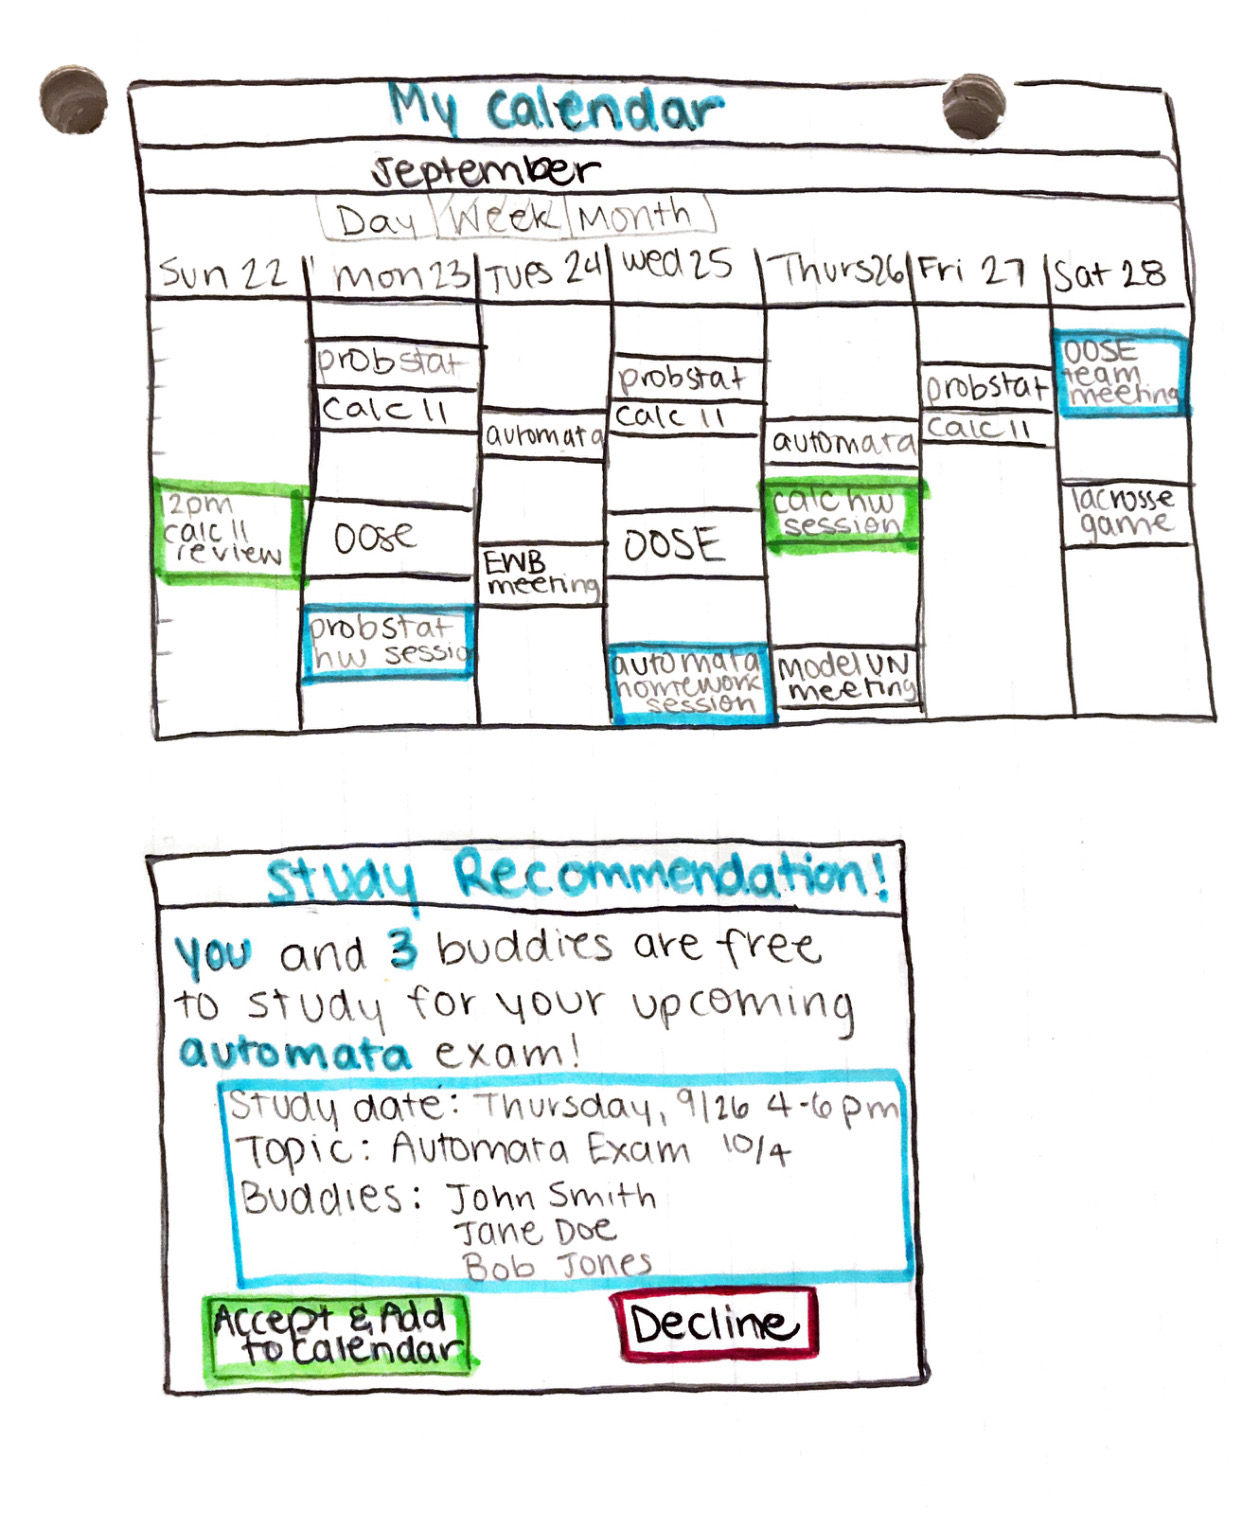 My Calendar
September
Day Week Month
Sun 22 Mon 23 Tues 24 Wed 25 Thurs 26 Fri 27 Sat 28
12pm
calc II
review
probstat
calc II
OOSE
probstat
hw sessio
automata
EWB
meeting
probstat
calc II
OOSE
automata
homework
session
automata
calc hw
session
Model UN
meeting
probstat
calc II
OOSE
team
meeting
lacrosse
game
Study Recommendation!
you and 3 buddies are free
to study for your upcoming
automata exam!
Study date: Thursday, 9/26 4-6pm
Topic: Automata Exam 10/4
Buddies: John Smith
Jane Doe
Bob Jones
Accept & Add
to calendar
Decline